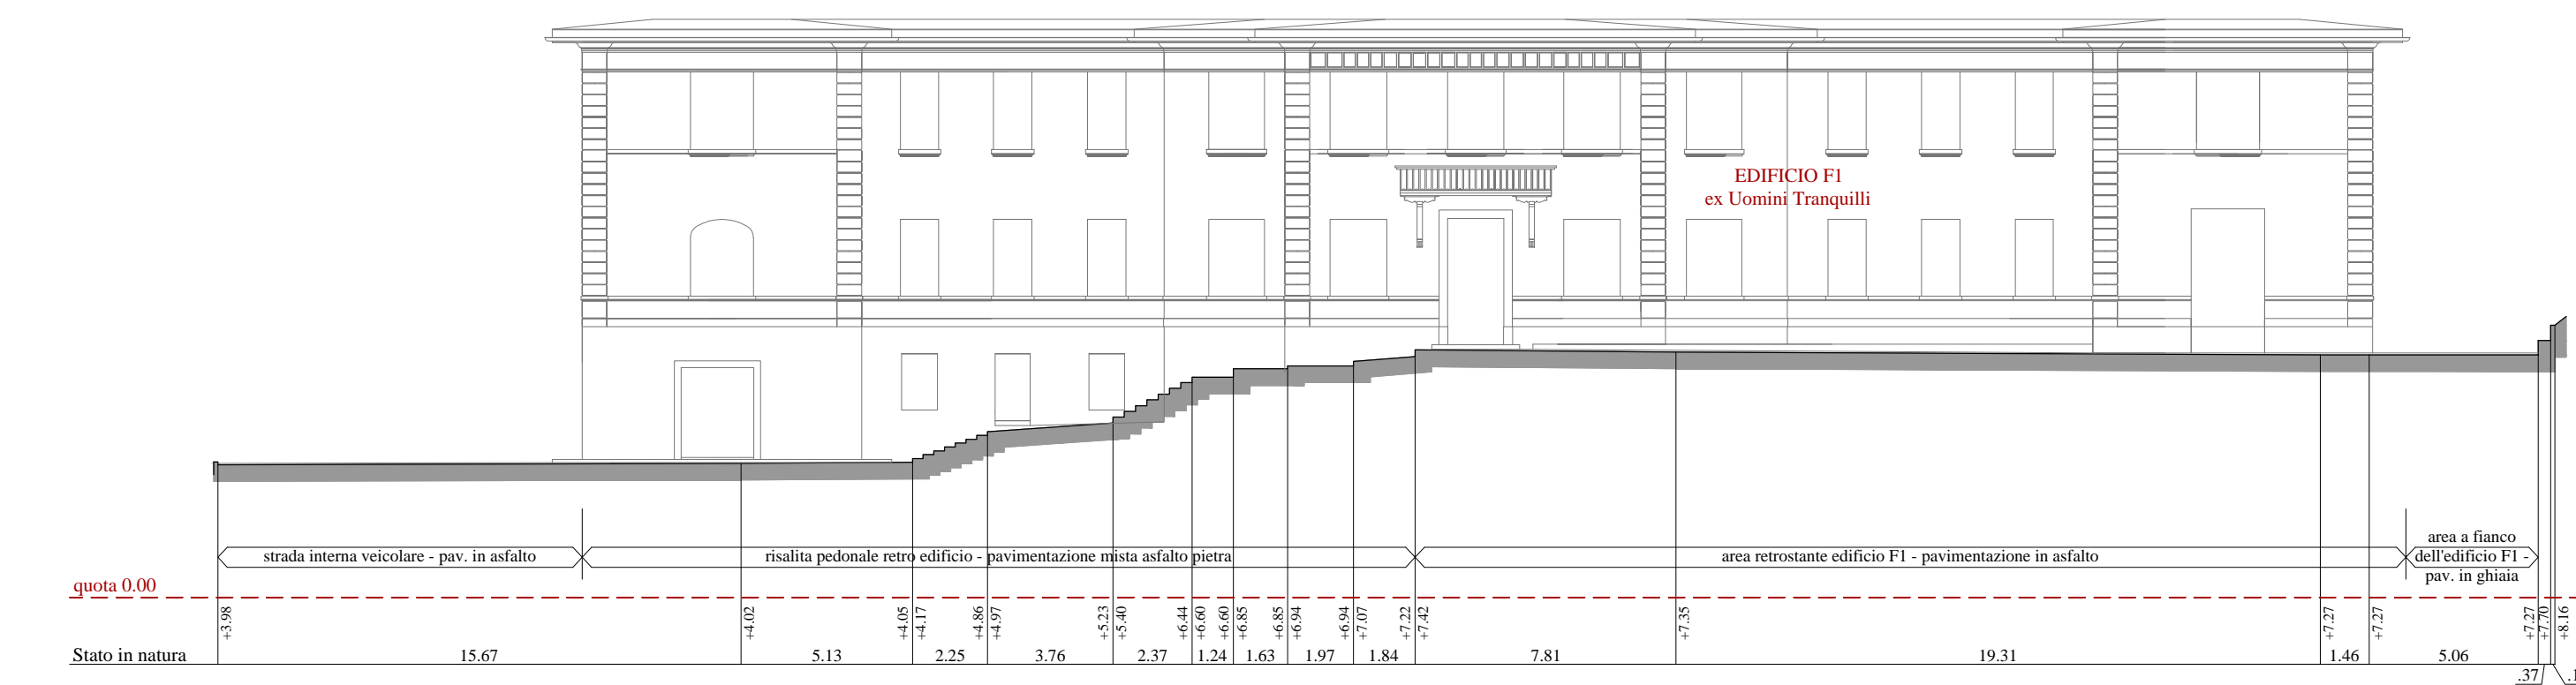 EDIFICIO F1
ex Uomini Tranquilli
strada interna veicolare - pav. in asfalto
risalita pedonale retro edificio - pavimentazione mista asfalto pietra
area retrostante edificio F1 - pavimentazione in asfalto
area a fianco
dell'edificio F1 -
pav. in ghiaia
quota 0.00
+3.98 +4.02 +4.05 +4.17 +4.86 +4.97 +5.23 +5.40 +6.44 +6.60 +6.60 +6.85 +6.85 +6.94 +6.94 +7.07 +7.22 +7.42 +7.35 +7.27 +7.27 +7.27 +7.70 +8.16
Stato in natura 15.67 5.13 2.25 3.76 2.37 1.24 1.63 1.97 1.84 7.81 19.31 1.46 5.06
.37